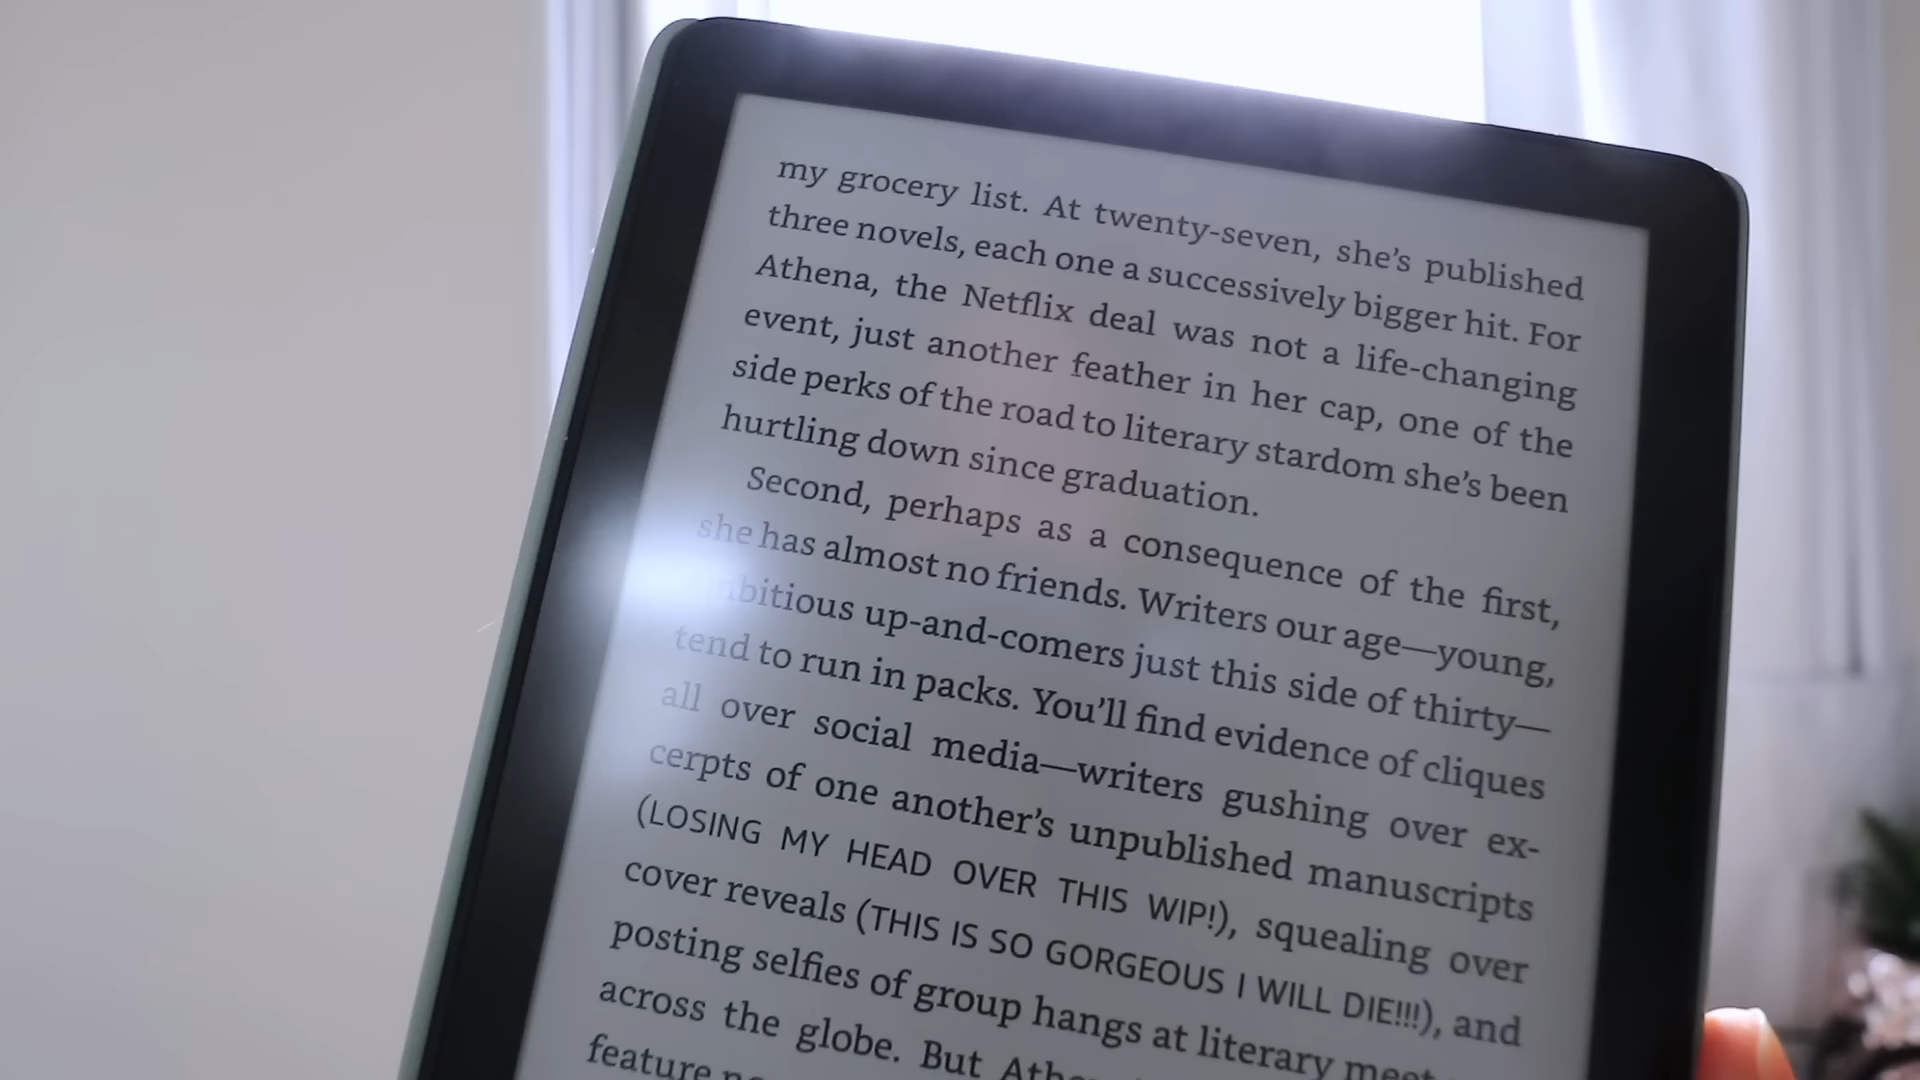 my grocery list. At twenty-seven, she's published
three novels, each one a successively bigger hit. For
Athena, the Netflix deal was not a life-changing
event, just another feather in her cap, one of the
side perks of the road to literary stardom she's been
hurtling down since graduation.
Second, perhaps as a consequence of the first,
she has almost no friends. Writers our age—young,
up-and-comers just this side of thirty—
tend to run in packs. You'll find evidence of cliques
all over social media—writers gushing over ex-
cerpts of one another's unpublished manuscripts
(LOSING MY HEAD OVER THIS WIP!), squealing over
cover reveals (THIS IS SO GORGEOUS I WILL DIE!!!), and
posting selfies of group hangs at literary
across the globe. But
feature